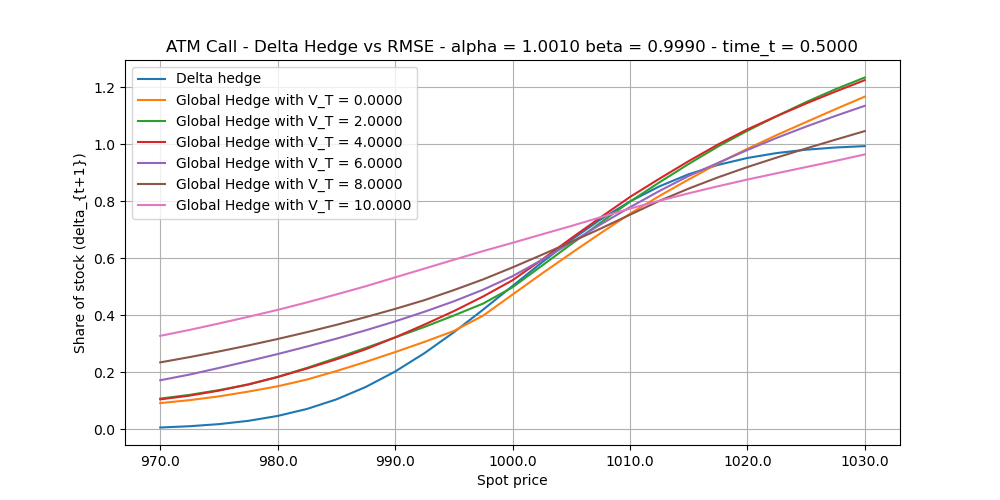 ATM Call - Delta Hedge vs RMSE - alpha = 1.0010 beta = 0.9990 - time_t = 0.5000
Delta hedge
Global Hedge with V_T = 0.0000
Global Hedge with V_T = 2.0000
Global Hedge with V_T = 4.0000
Global Hedge with V_T = 6.0000
Global Hedge with V_T = 8.0000
Global Hedge with V_T = 10.0000
Share of stock (delta_{t+1})
1.2
1.0
0.8
0.6
0.4
0.2
0.0
970.0 980.0 990.0 1000.0 1010.0 1020.0 1030.0
Spot price